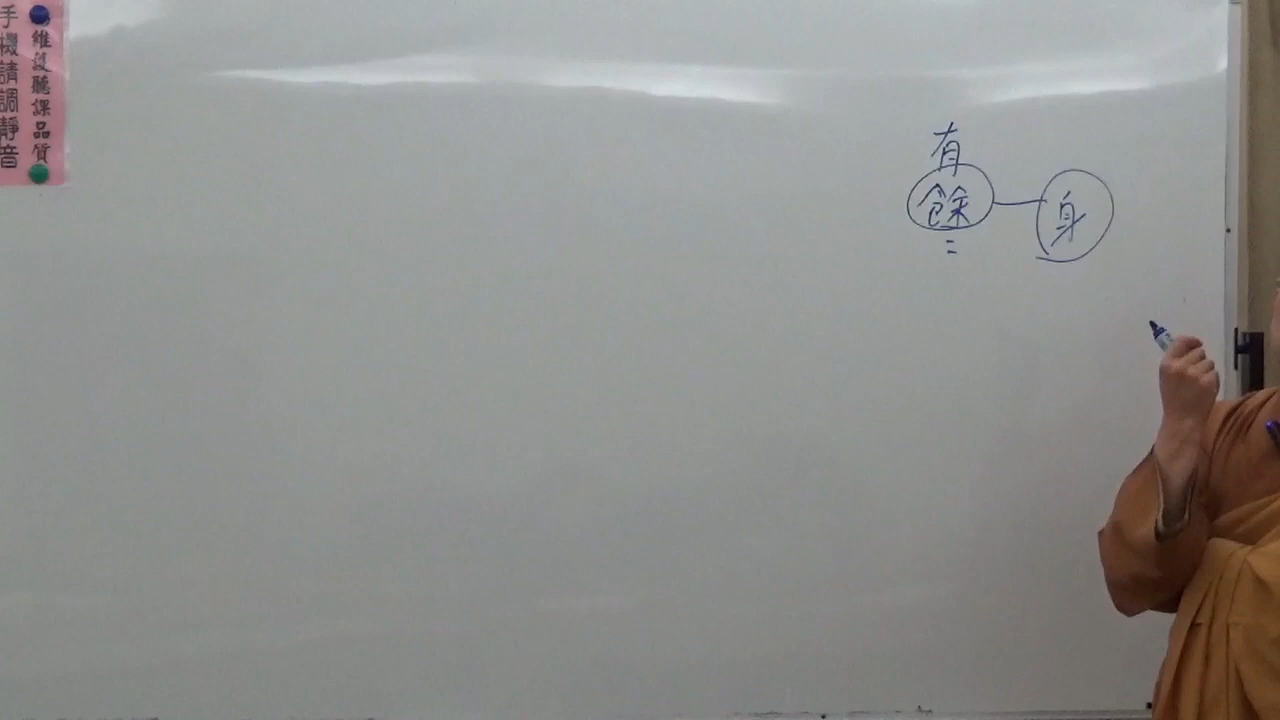 維護聽課品質
手機請調靜音
有
餘 — 身
=